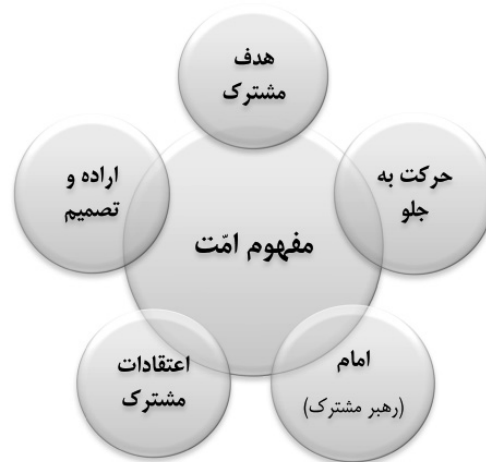 هدف
مشترک
حرکت به
جلو
امام
(رهبر مشترک)
اعتقادات
مشترک
اراده و
تصمیم
مفهوم امّت